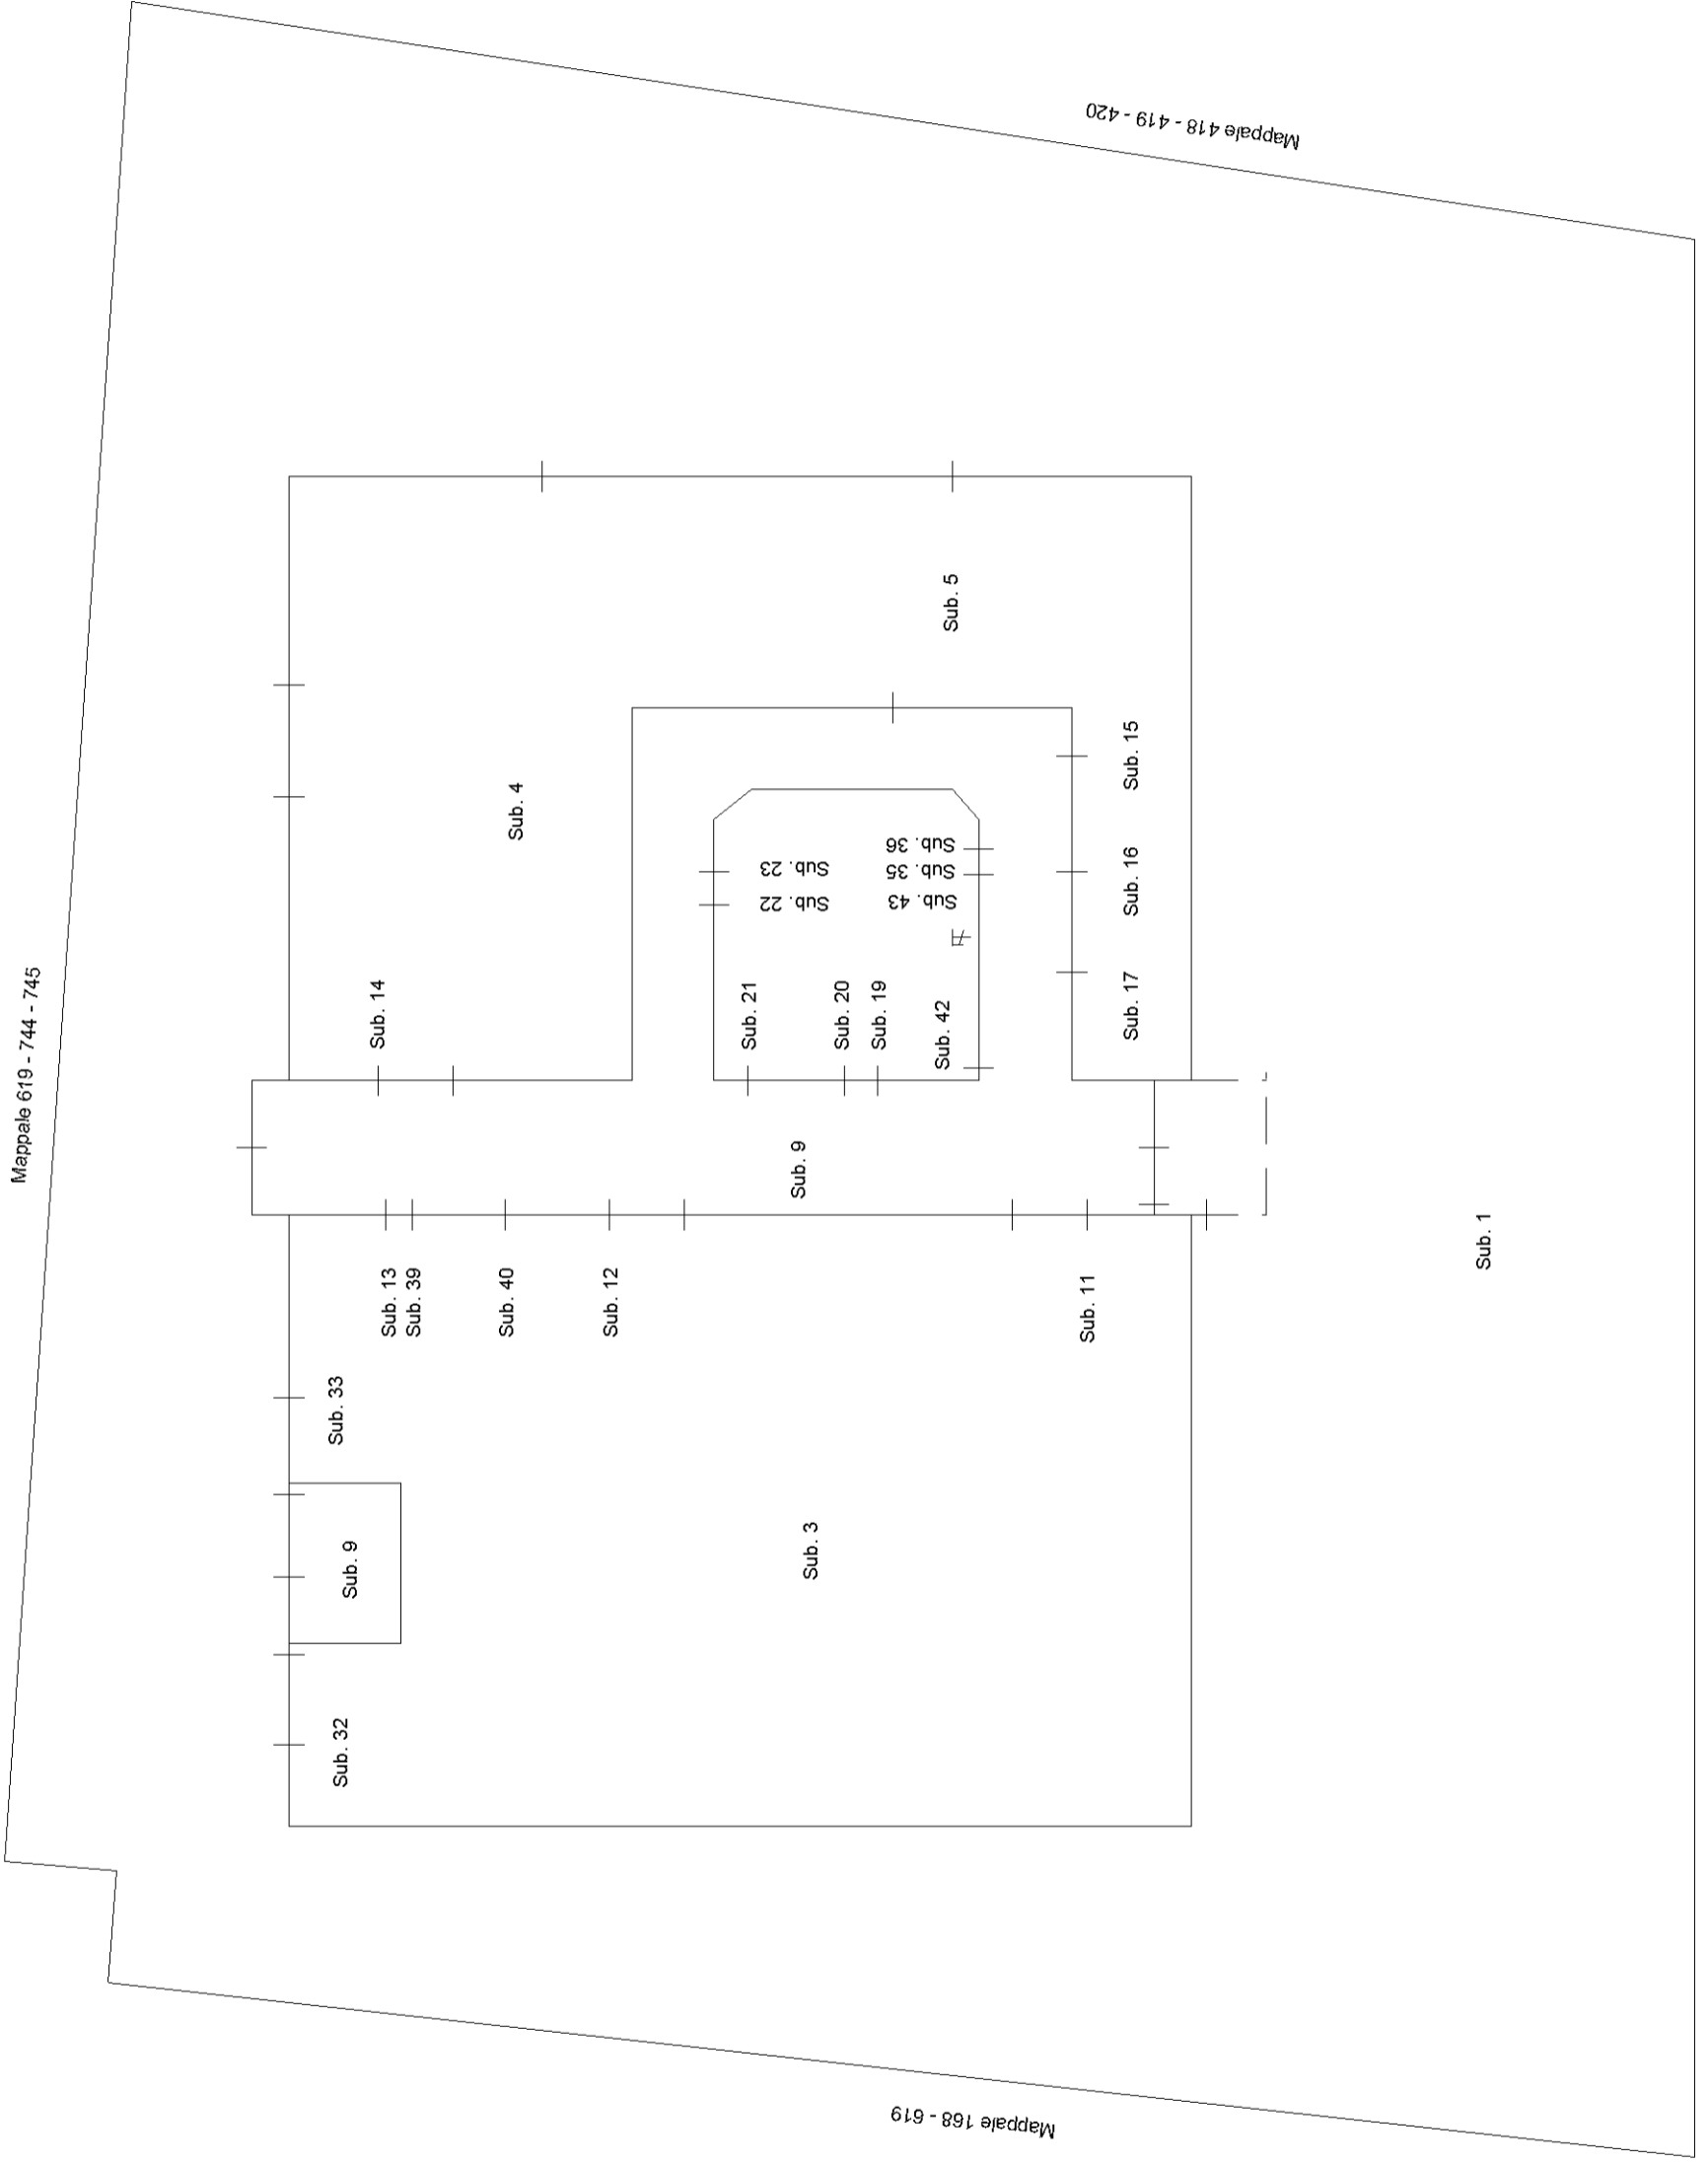 Mappale 619 - 744 - 745
Mappale 418 - 419 - 420
Sub. 5
Sub. 4
Sub. 15
Sub. 16
Sub. 17
Sub. 36
Sub. 35
Sub. 43
Sub. 23
Sub. 22
Sub. 14
Sub. 21
Sub. 20
Sub. 19
Sub. 42
Sub. 9
Sub. 1
Sub. 13
Sub. 39
Sub. 40
Sub. 12
Sub. 11
Sub. 33
Sub. 9
Sub. 3
Sub. 32
Mappale 168 - 619